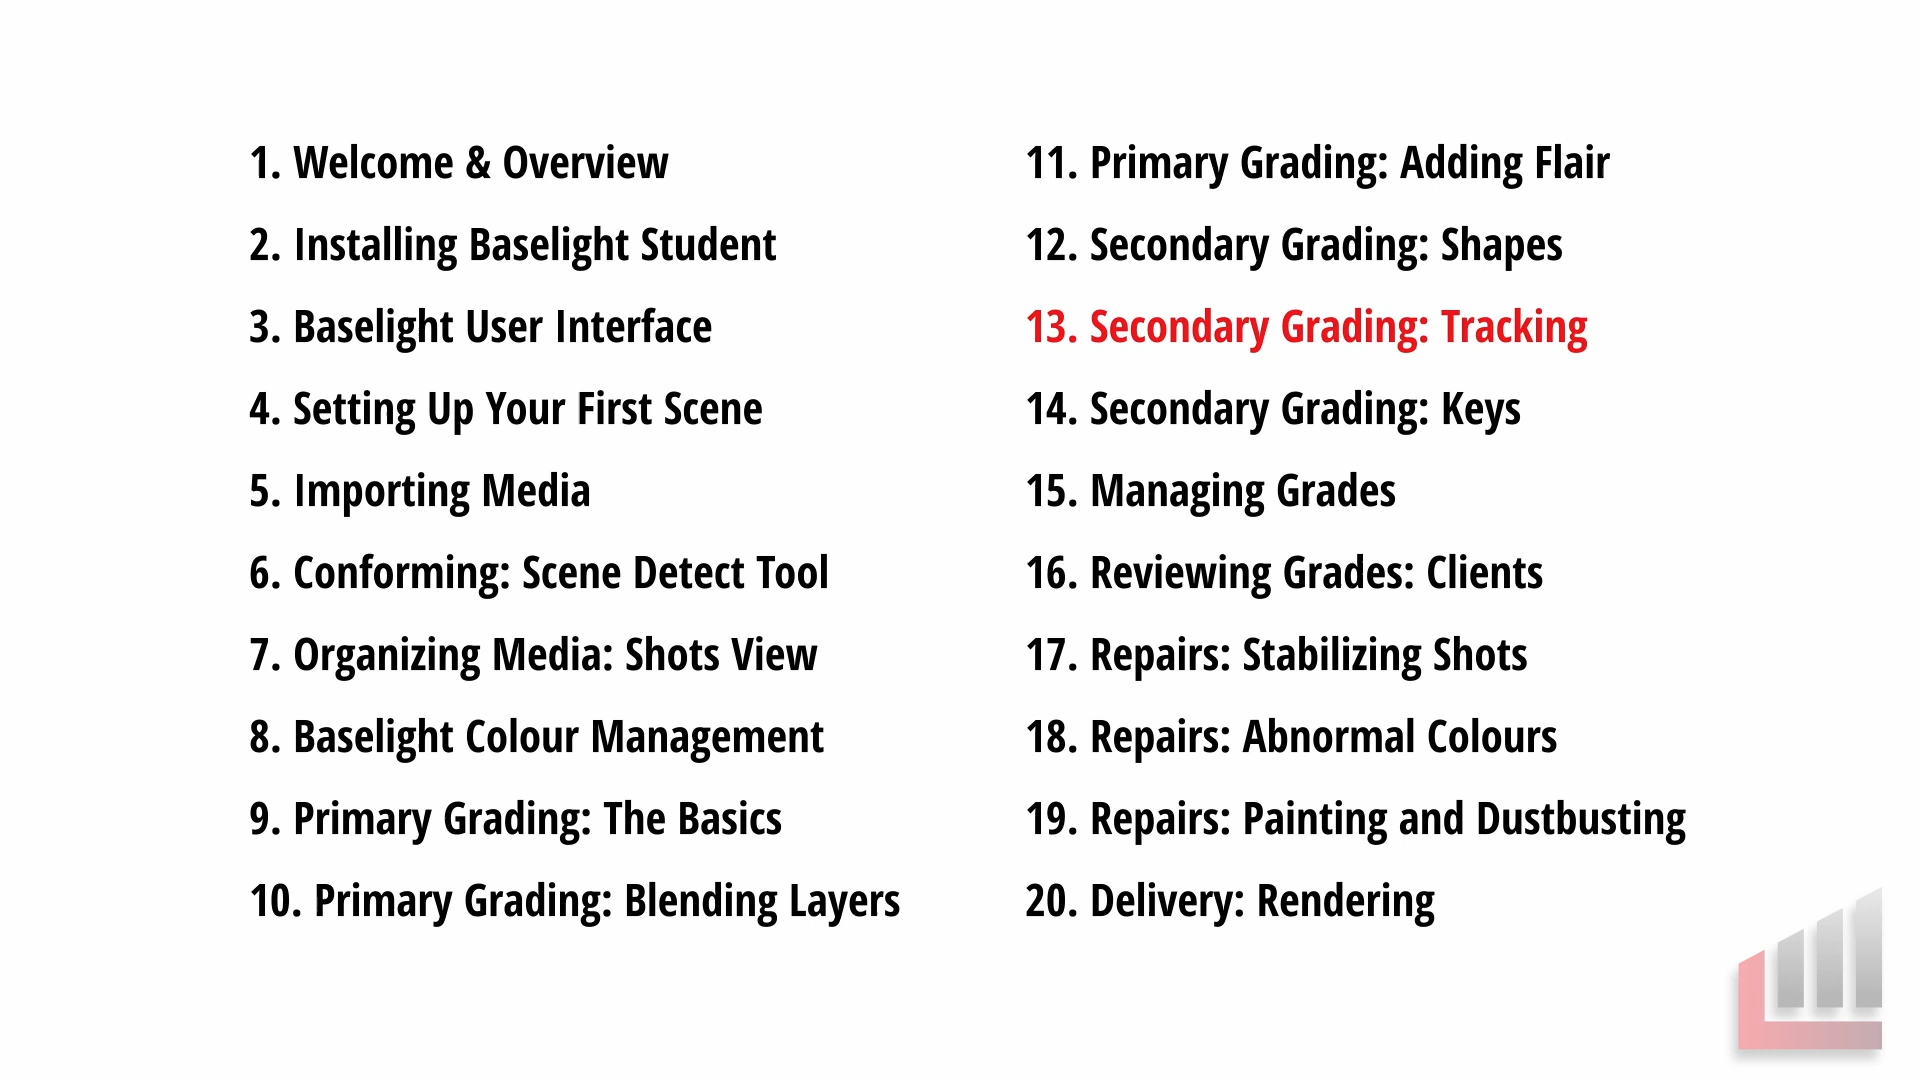 1. Welcome & Overview
2. Installing Baselight Student
3. Baselight User Interface
4. Setting Up Your First Scene
5. Importing Media
6. Conforming: Scene Detect Tool
7. Organizing Media: Shots View
8. Baselight Colour Management
9. Primary Grading: The Basics
10. Primary Grading: Blending Layers
11. Primary Grading: Adding Flair
12. Secondary Grading: Shapes
13. Secondary Grading: Tracking
14. Secondary Grading: Keys
15. Managing Grades
16. Reviewing Grades: Clients
17. Repairs: Stabilizing Shots
18. Repairs: Abnormal Colours
19. Repairs: Painting and Dustbusting
20. Delivery: Rendering